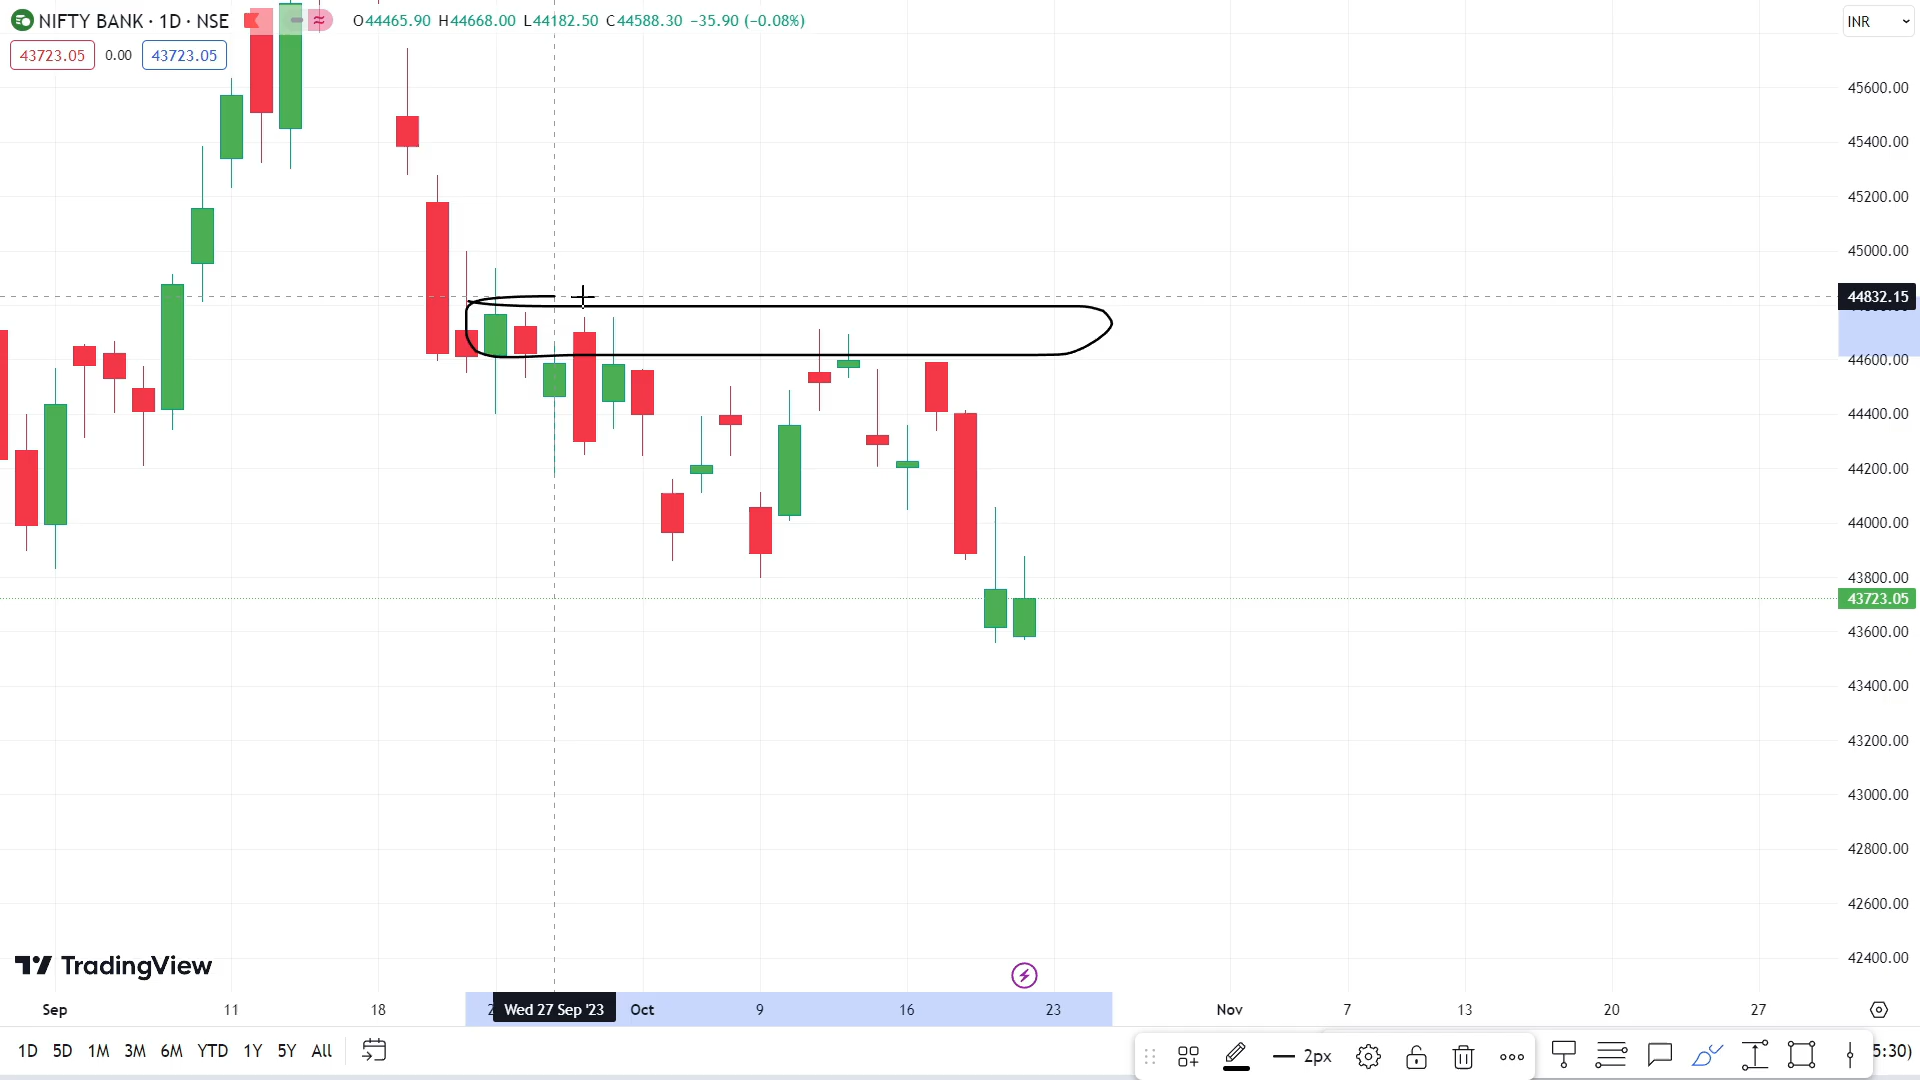 NIFTY BANK · 1D · NSE
O44465.90 H44668.00 L44182.50 C44588.30 −35.90 (−0.08%)
INR
43723.05 0.00 43723.05
45600.00
45400.00
45200.00
45000.00
44832.15
44600.00
44400.00
44200.00
44000.00
43800.00
43723.05
43600.00
43400.00
43200.00
43000.00
42800.00
42600.00
42400.00
TradingView
Sep 11 18 Wed 27 Sep '23 Oct 9 16 23 Nov 7 13 20 27
1D 5D 1M 3M 6M YTD 1Y 5Y All
2px
5:30)